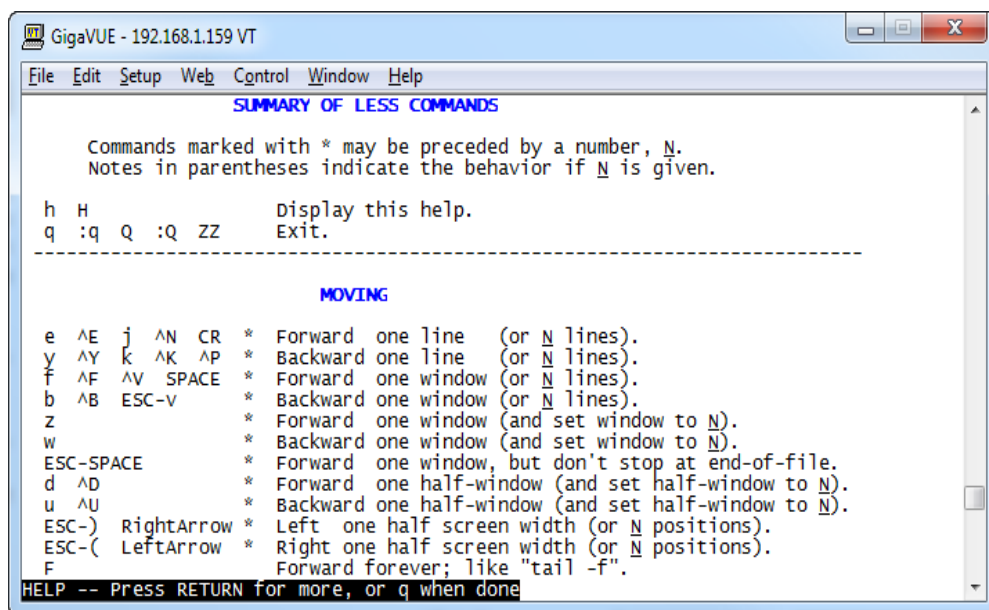 GigaVUE - 192.168.1.159 VT
File Edit Setup Web Control Window Help
SUMMARY OF LESS COMMANDS
Commands marked with * may be preceded by a number, N.
Notes in parentheses indicate the behavior if N is given.
h H Display this help.
q :q Q :Q ZZ Exit.
---------------------------------------------------------------------------
MOVING
e ^E j ^N CR * Forward one line (or N lines).
y ^Y k ^K ^P * Backward one line (or N lines).
f ^F ^V SPACE * Forward one window (or N lines).
b ^B ESC-v * Backward one window (or N lines).
z * Forward one window (and set window to N).
w * Backward one window (and set window to N).
ESC-SPACE * Forward one window, but don't stop at end-of-file.
d ^D * Forward one half-window (and set half-window to N).
u ^U * Backward one half-window (and set half-window to N).
ESC-) RightArrow * Left one half screen width (or N positions).
ESC-( LeftArrow * Right one half screen width (or N positions).
F Forward forever; like "tail -f".
HELP -- Press RETURN for more, or q when done